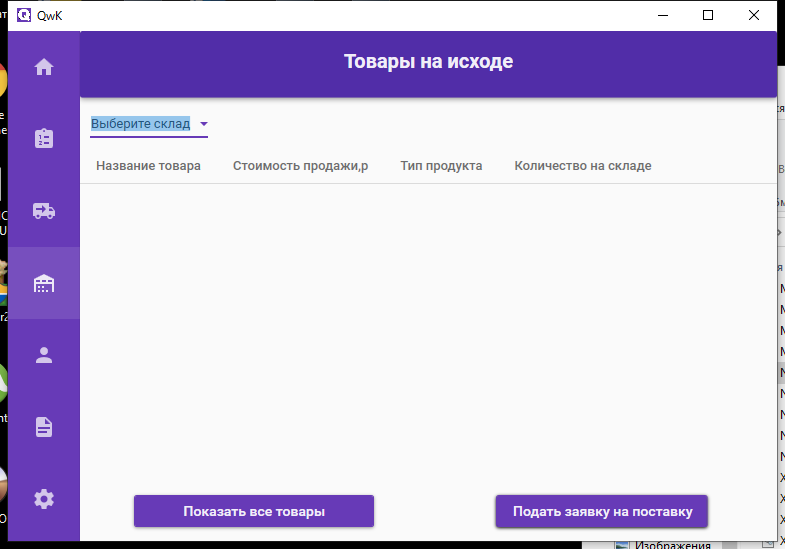 QwK
Товары на исходе
Выберите склад
Название товара Стоимость продажи,р Тип продукта Количество на складе
Показать все товары Подать заявку на поставку
Изображения